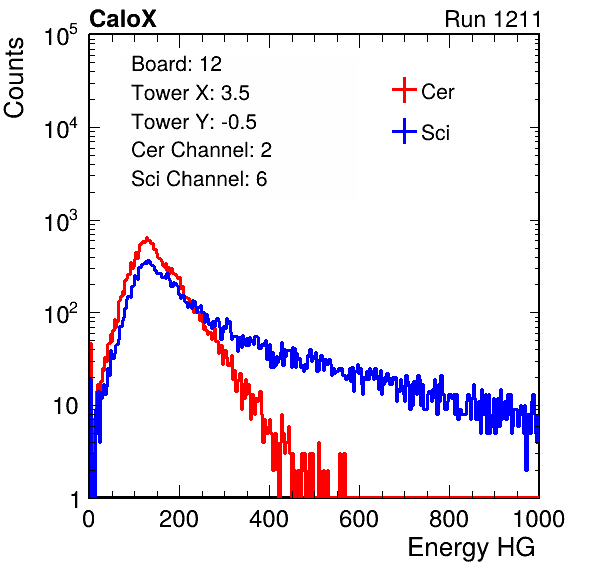 CaloX Run 1211
Counts
10^5
10^4
10^3
10^2
10
1
Board: 12
Tower X: 3.5
Tower Y: -0.5
Cer Channel: 2
Sci Channel: 6
Cer
Sci
0 200 400 600 800 1000
Energy HG